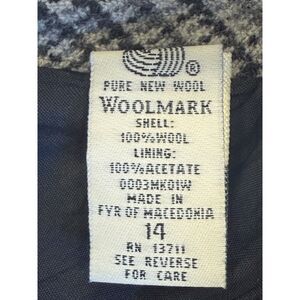 ®
PURE NEW WOOL
WOOLMARK
SHELL:
100%WOOL
LINING:
100%ACETATE
0003MK01W
MADE IN
FYR OF MACEDONIA
14
RN 13711
SEE REVERSE
FOR CARE